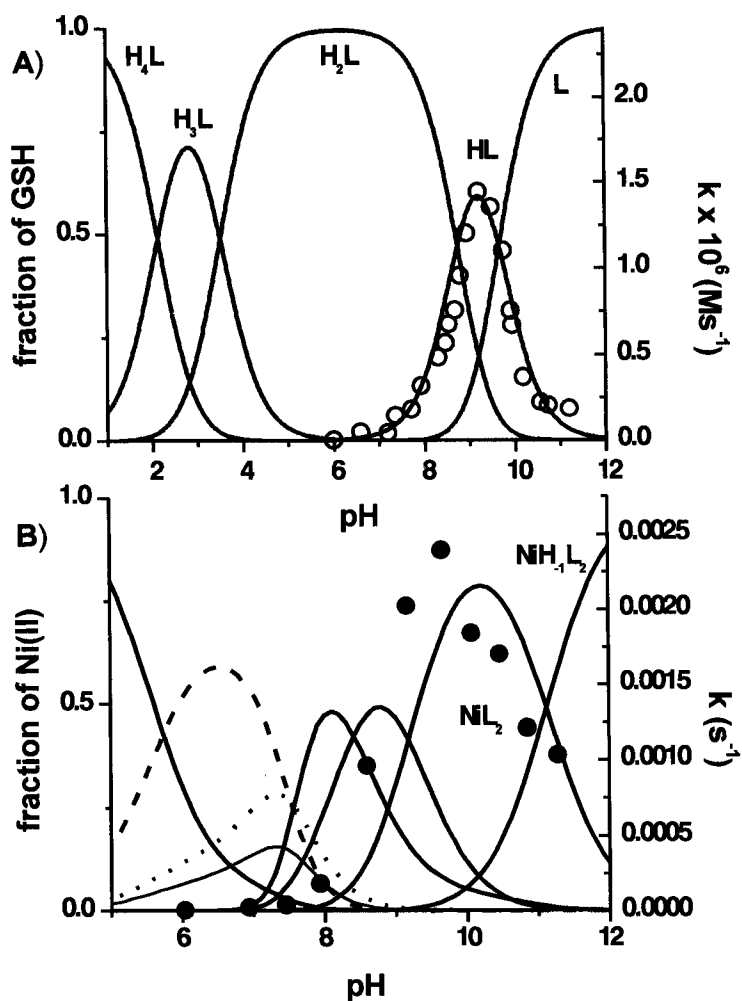 A)
1.0
H₄L
H₃L
H₂L
HL
L
0.5
0.0
fraction of GSH
2.0
1.5
1.0
0.5
0.0
k x 10⁶ (Ms⁻¹)
2 4 6 8 10 12
pH
B)
1.0
0.5
0.0
fraction of Ni(II)
NiH₋₁L₂
NiL₂
0.0025
0.0020
0.0015
0.0010
0.0005
0.0000
k (s⁻¹)
6 8 10 12
pH